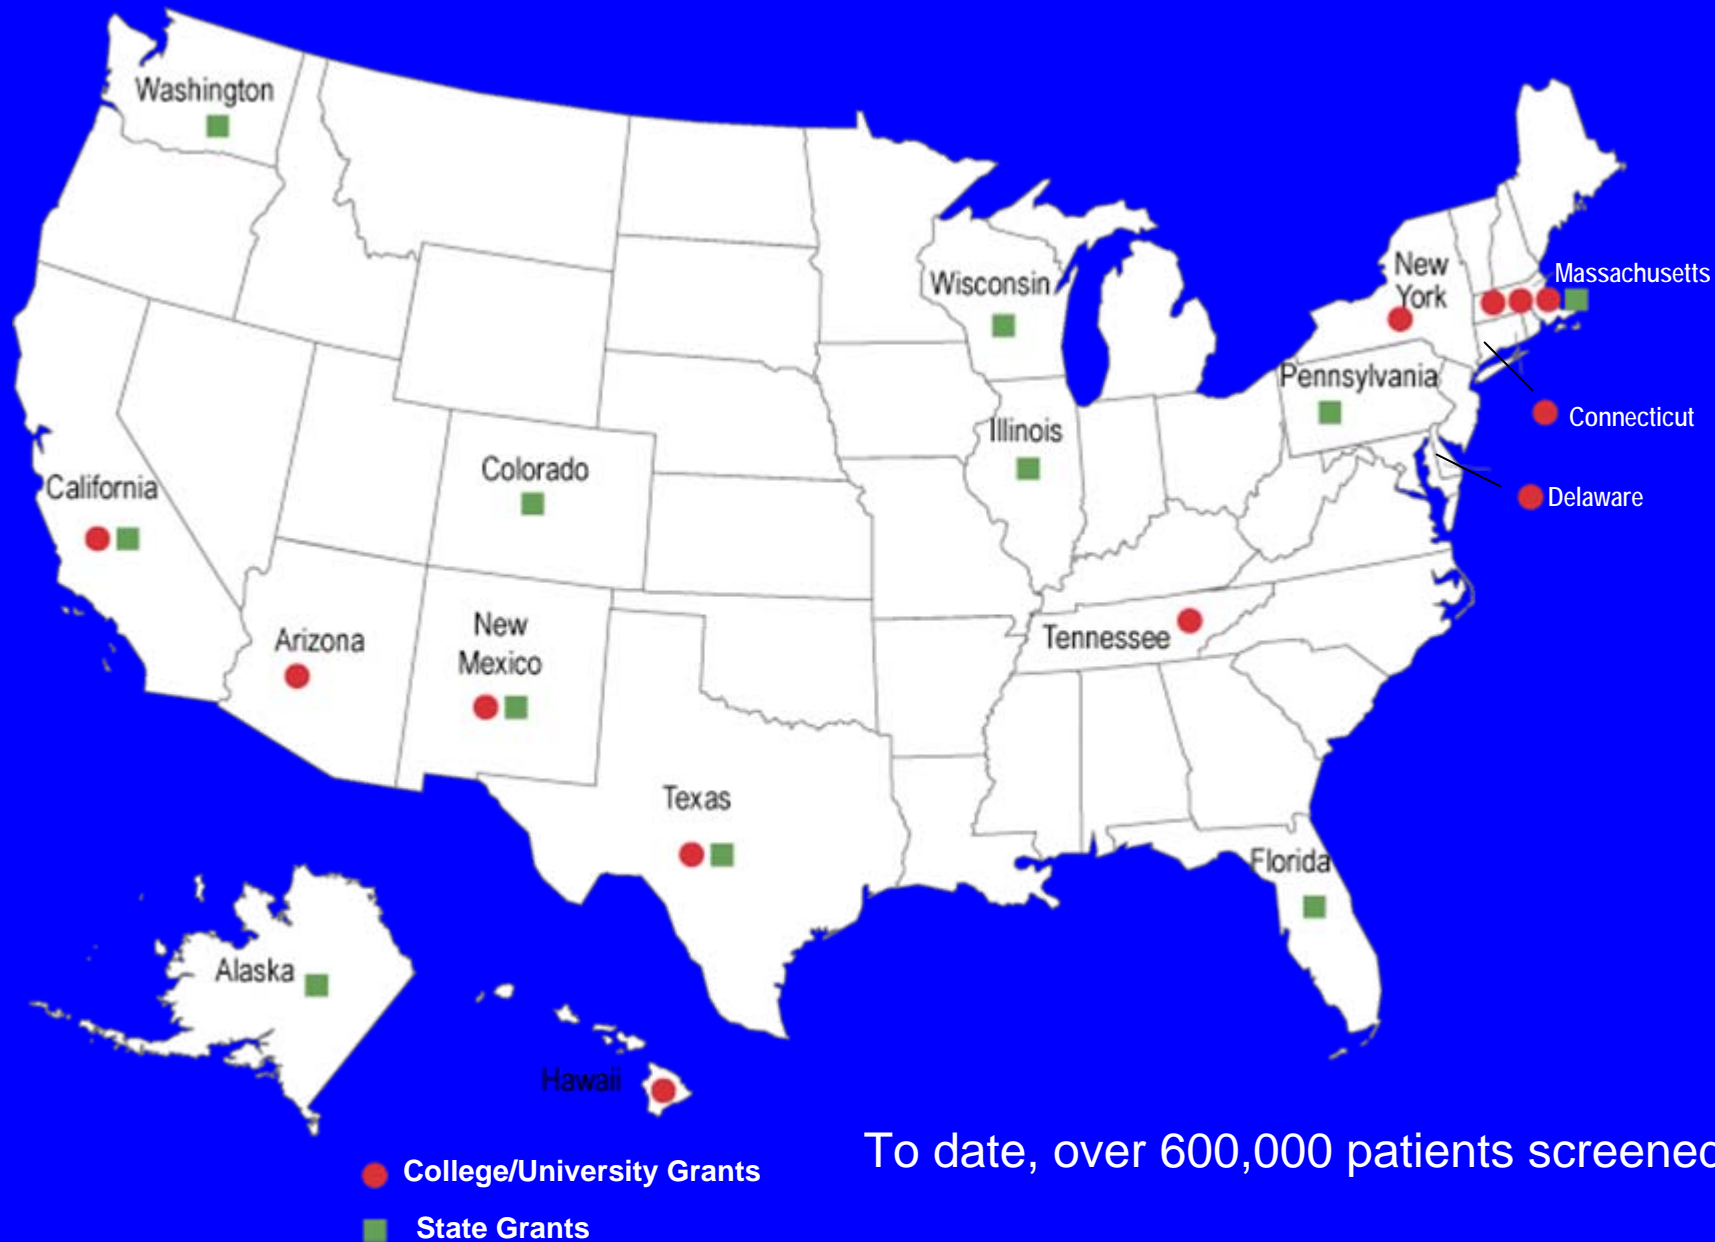 Washington
New
York
Massachusetts
Wisconsin
Pennsylvania
Connecticut
Illinois
Colorado
California
Delaware
New
Mexico
Arizona
Tennessee
Texas
Florida
Alaska
Hawaii
To date, over 600,000 patients screened
College/University Grants
State Grants